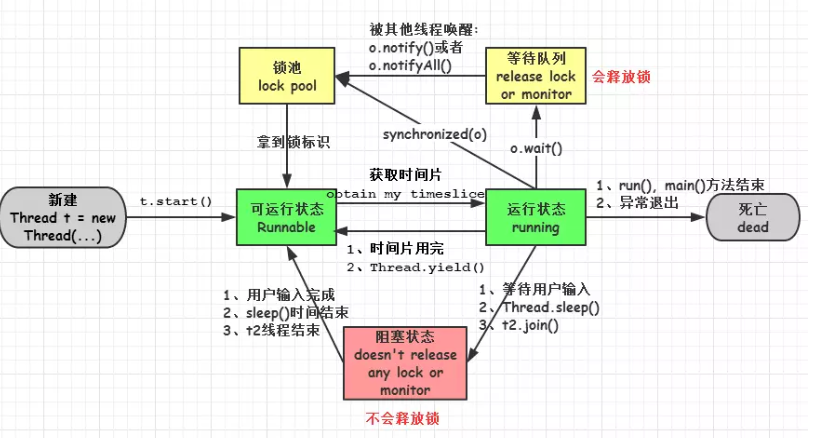 被其他线程唤醒:
o.notify()或者
o.notifyAll()
锁池
lock pool
等待队列
release lock
or monitor
会释放锁
synchronized(o)
o.wait()
拿到锁标识
获取时间片
obtain my timeslice
新建
Thread t = new
Thread(...)
t.start()
可运行状态
Runnable
运行状态
running
1、run(), main()方法结束
2、异常退出
死亡
dead
1、时间片用完
2、Thread.yield()
1、用户输入完成
2、sleep()时间结束
3、t2线程结束
1、等待用户输入
2、Thread.sleep()
3、t2.join()
阻塞状态
doesn't release
any lock or
monitor
不会释放锁